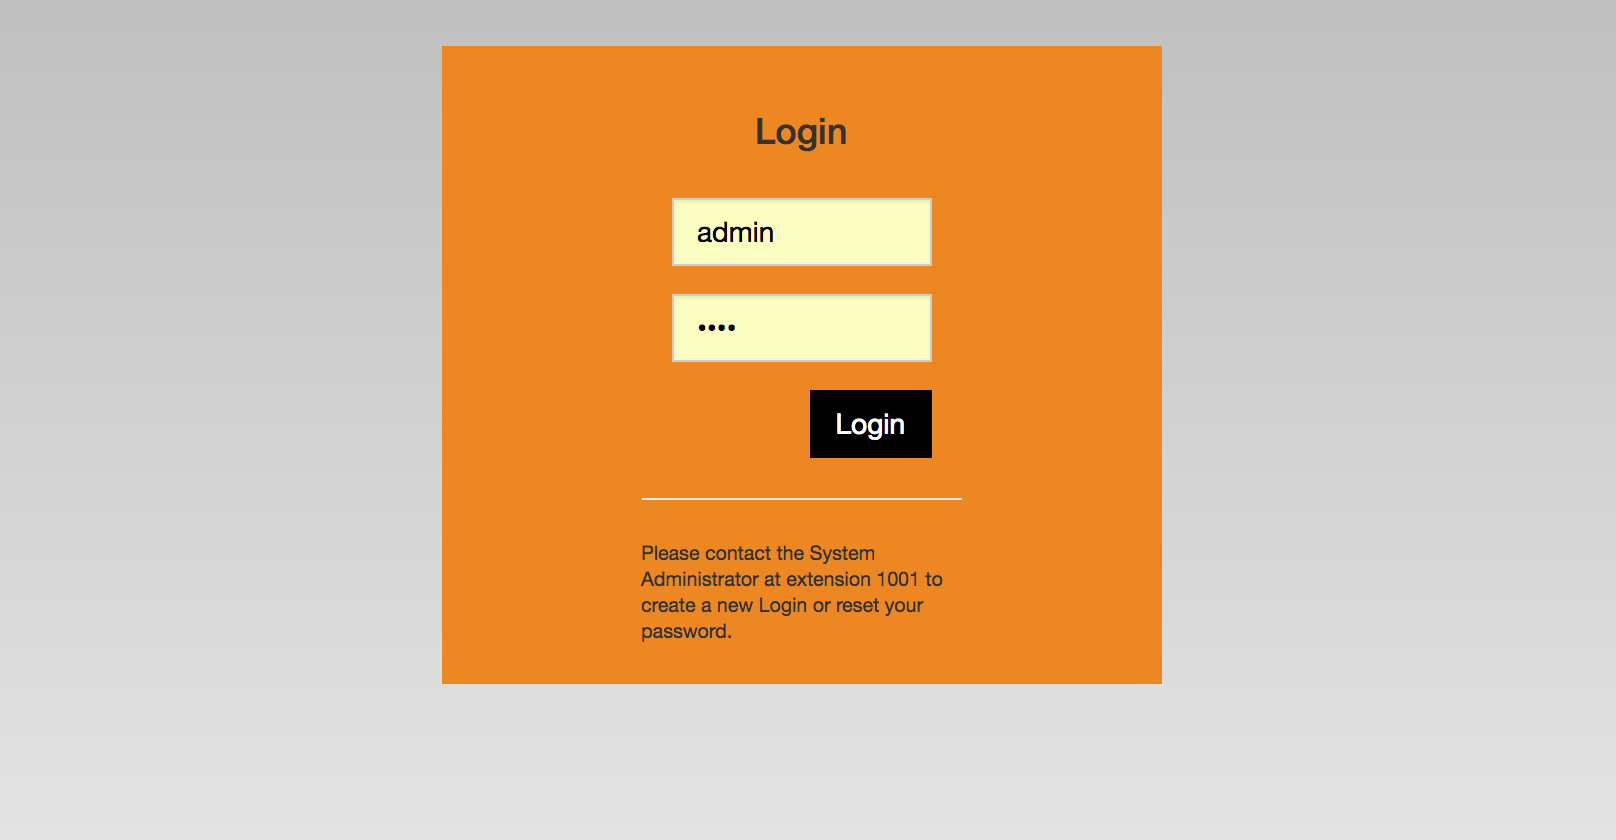 Login
admin
••••
Login
Please contact the System
Administrator at extension 1001 to
create a new Login or reset your
password.